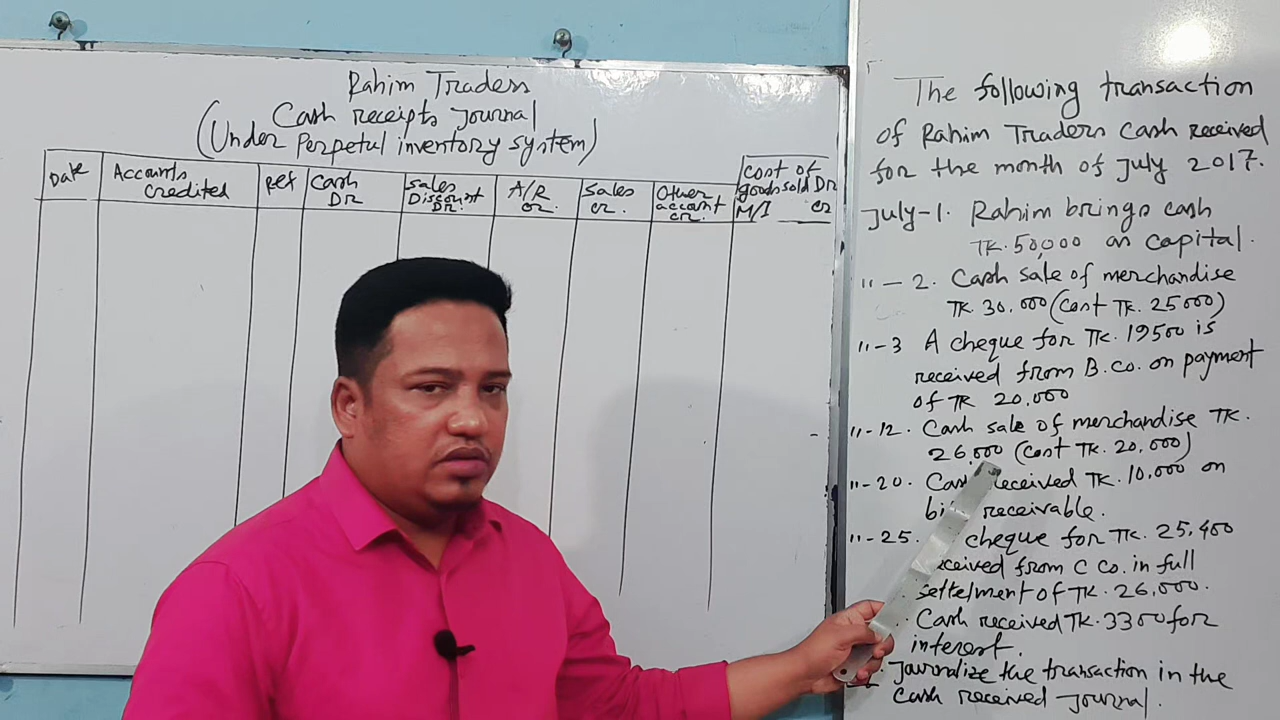 Rahim Traders
Cash receipts Journal
(Under Perpetul inventory system)
Date
Accounts
credited
Ref
Cash
DR
Sales
Discount
DR.
A/R
cr.
Sales
cr.
Other
account
cr.
cost of
goods sold DR
M/I cr
The following transaction
of Rahim Traders cash received
for the month of July 2017.
July-1. Rahim brings cash
TK. 50,000 as capital.
"-2. Cash sale of merchandise
TK. 30,000 (cost TK. 25000)
"-3 A cheque for TK. 19500 is
received from B.Co. on payment
of TK 20,000
"-12. Cash sale of merchandise TK.
26,000 (cost TK. 20,000)
"-20. received TK. 10,000 on
receivable.
"-25. cheque for TK. 25,400
from C Co. in full
settelment of TK. 26,000.
Cash received TK. 3300 for
interest.
Journalize the transaction in the
cash received Journal.